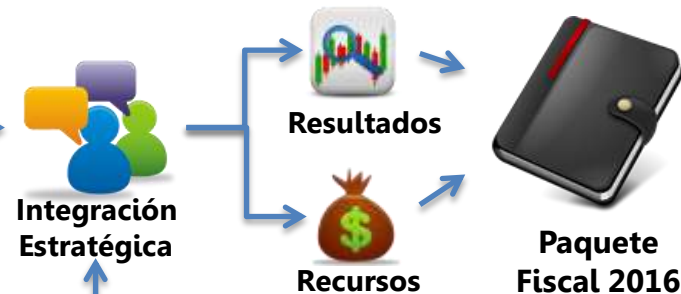 Resultados
Integración
Estratégica
Recursos
Paquete
Fiscal 2016
$